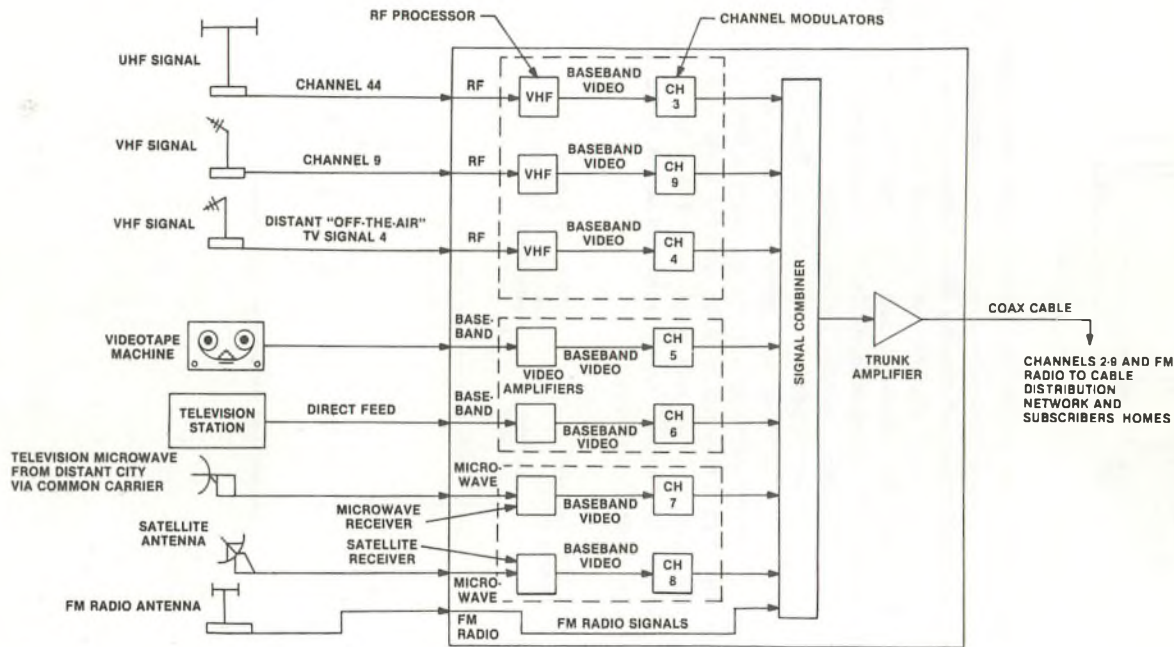 RF PROCESSOR
CHANNEL MODULATORS
UHF SIGNAL
CHANNEL 44
RF
VHF
BASEBAND
VIDEO
CH
3
VHF SIGNAL
CHANNEL 9
RF
VHF
BASEBAND
VIDEO
CH
9
VHF SIGNAL
DISTANT "OFF-THE-AIR"
TV SIGNAL 4
RF
VHF
BASEBAND
VIDEO
CH
4
VIDEOTAPE
MACHINE
BASE-
BAND
VIDEO
AMPLIFIERS
BASEBAND
VIDEO
CH
5
TELEVISION
STATION
DIRECT FEED
BASE-
BAND
BASEBAND
VIDEO
CH
6
TELEVISION MICROWAVE
FROM DISTANT CITY
VIA COMMON CARRIER
MICRO-
WAVE
MICROWAVE
RECEIVER
BASEBAND
VIDEO
CH
7
SATELLITE
ANTENNA
SATELLITE
RECEIVER
MICRO-
WAVE
BASEBAND
VIDEO
CH
8
FM RADIO ANTENNA
FM
RADIO
FM RADIO SIGNALS
SIGNAL COMBINER
TRUNK
AMPLIFIER
COAX CABLE
CHANNELS 2-9 AND FM
RADIO TO CABLE
DISTRIBUTION
NETWORK AND
SUBSCRIBERS HOMES